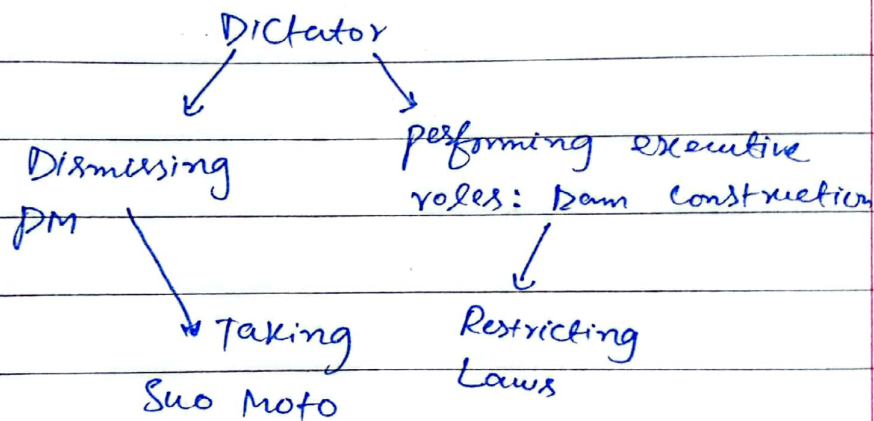 Dictator
Dismissing
PM
performing executive
roles: Dam construction
Taking
Suo Moto
Restricting
Laws